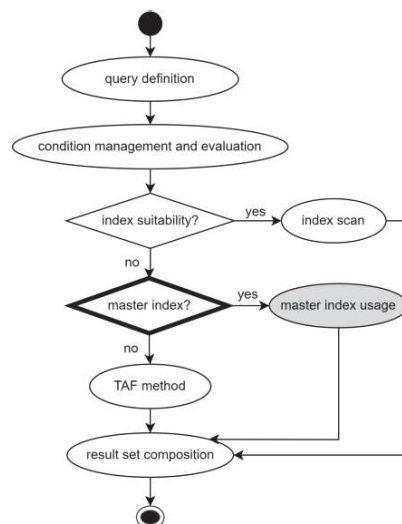 query definition
condition management and evaluation
index suitability?
yes
index scan
no
master index?
yes
master index usage
no
TAF method
result set composition